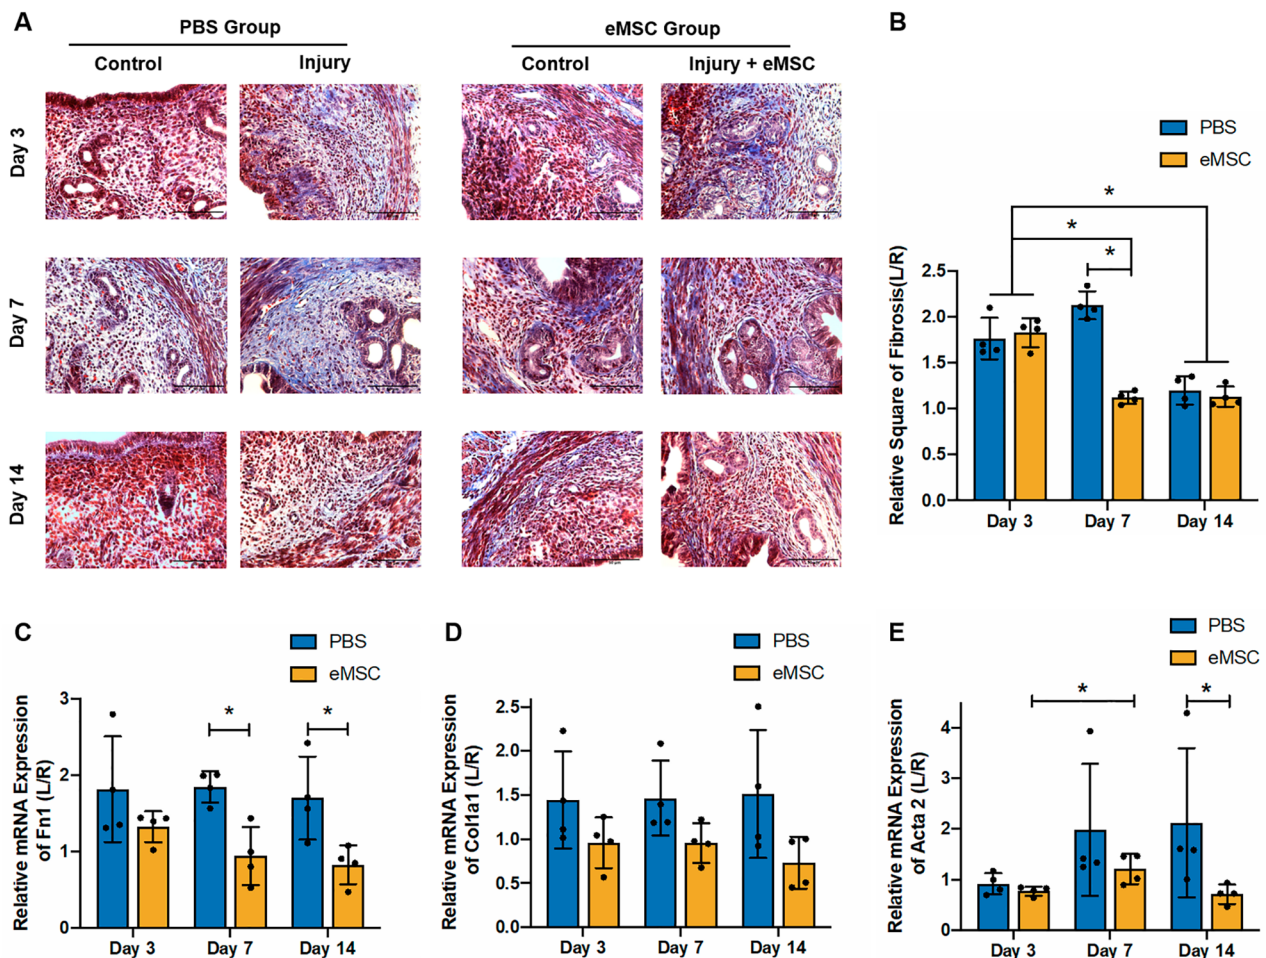 A
PBS Group
eMSC Group
Control
Injury
Control
Injury + eMSC
Day 3
Day 7
Day 14
B
PBS
eMSC
*
*
*
Relative Square of Fibrosis(L/R)
2.5
2.0
1.5
1.0
0.5
0.0
Day 3
Day 7
Day 14
C
PBS
eMSC
*
*
Relative mRNA Expression
of Fn1 (L/R)
3
2
1
0
Day 3
Day 7
Day 14
D
PBS
eMSC
Relative mRNA Expression
of Col1a1 (L/R)
2.5
2.0
1.5
1.0
0.5
0.0
Day 3
Day 7
Day 14
E
PBS
eMSC
*
*
Relative mRNA Expression
of Acta 2 (L/R)
4
3
2
1
0
Day 3
Day 7
Day 14